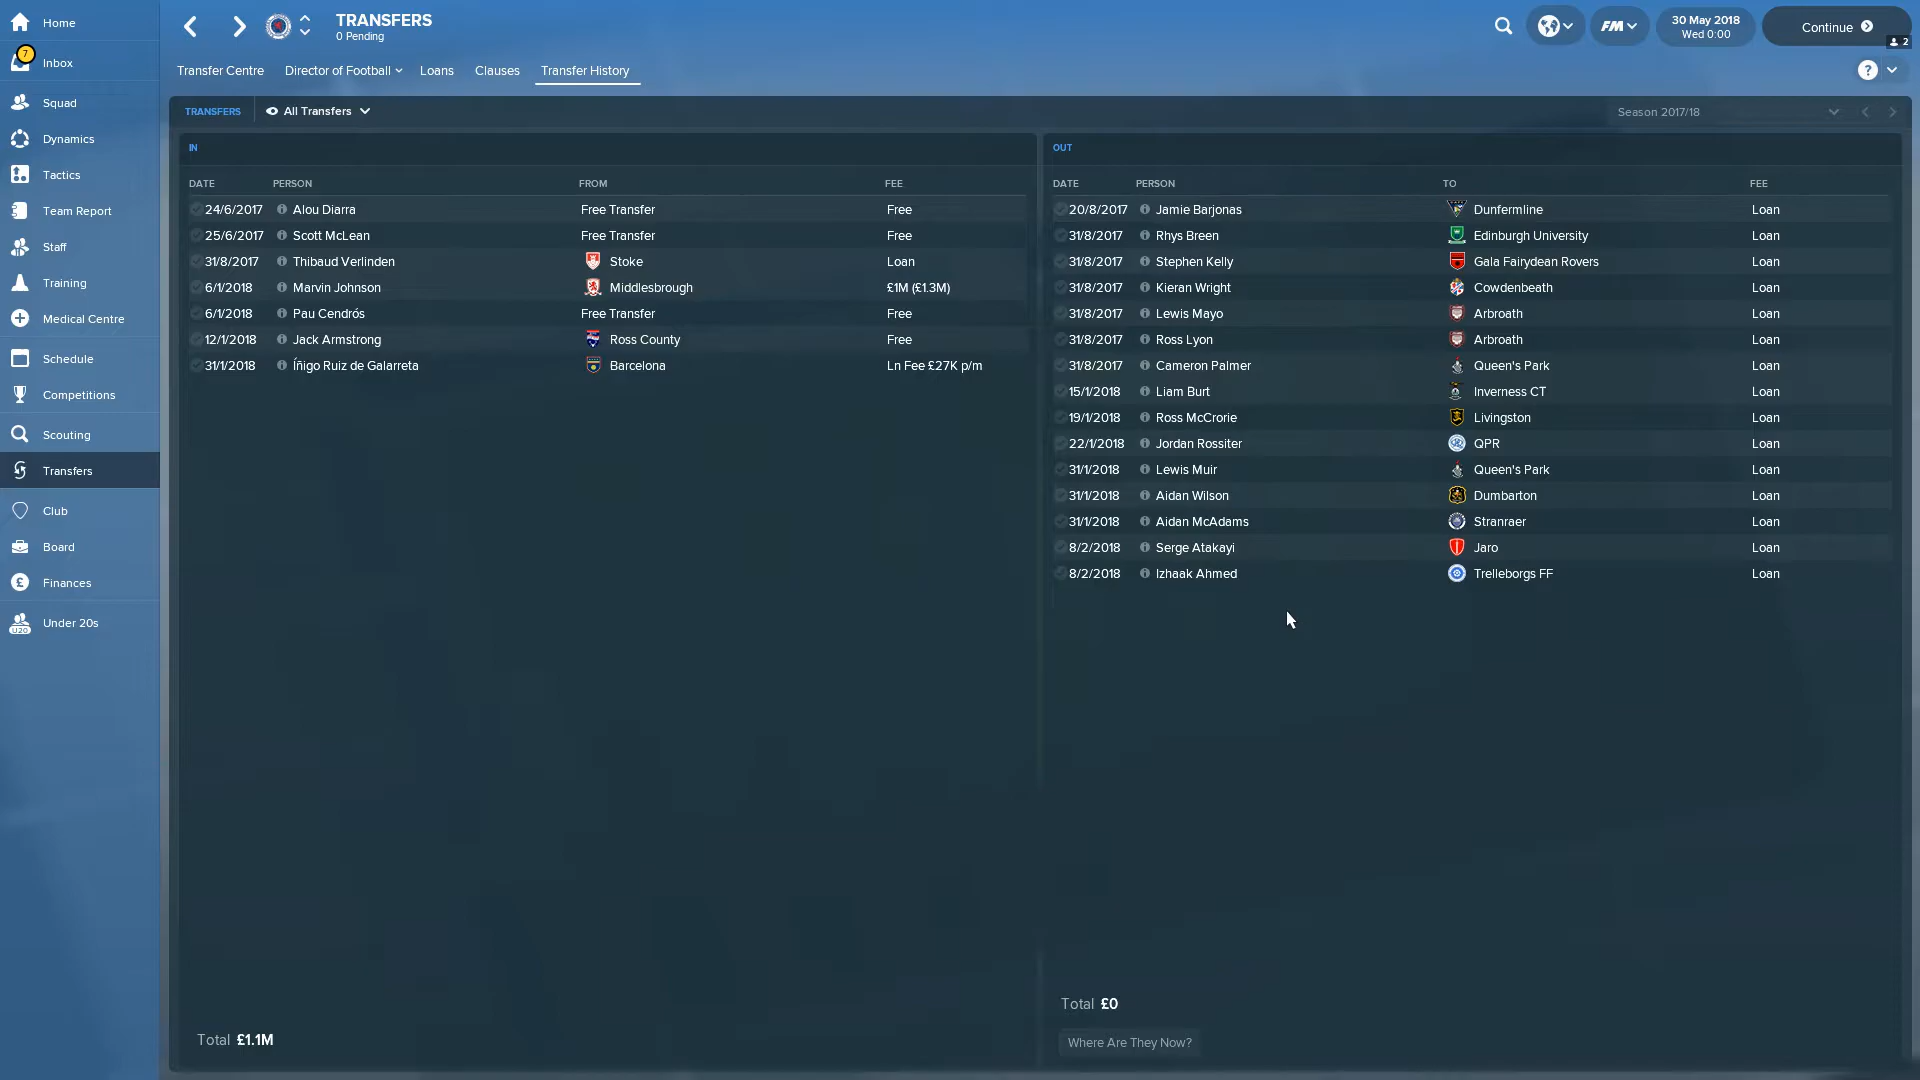 Home
7
Inbox
Squad
Dynamics
Tactics
Team Report
Staff
Training
Medical Centre
Schedule
Competitions
Scouting
Transfers
Club
Board
£
Finances
U20
Under 20s
TRANSFERS
0 Pending
FM
30 May 2018
Wed 0:00
Continue
2
Transfer Centre Director of Football Loans Clauses Transfer History
?
TRANSFERS All Transfers Season 2017/18
IN
DATE PERSON FROM FEE
24/6/2017 Alou Diarra Free Transfer Free
25/6/2017 Scott McLean Free Transfer Free
31/8/2017 Thibaud Verlinden Stoke Loan
6/1/2018 Marvin Johnson Middlesbrough £1M (£1.3M)
6/1/2018 Pau Cendrós Free Transfer Free
12/1/2018 Jack Armstrong Ross County Free
31/1/2018 Íñigo Ruiz de Galarreta Barcelona Ln Fee £27K p/m
Total £1.1M
OUT
DATE PERSON TO FEE
20/8/2017 Jamie Barjonas Dunfermline Loan
31/8/2017 Rhys Breen Edinburgh University Loan
31/8/2017 Stephen Kelly Gala Fairydean Rovers Loan
31/8/2017 Kieran Wright Cowdenbeath Loan
31/8/2017 Lewis Mayo Arbroath Loan
31/8/2017 Ross Lyon Arbroath Loan
31/8/2017 Cameron Palmer Queen's Park Loan
15/1/2018 Liam Burt Inverness CT Loan
19/1/2018 Ross McCrorie Livingston Loan
22/1/2018 Jordan Rossiter QPR Loan
31/1/2018 Lewis Muir Queen's Park Loan
31/1/2018 Aidan Wilson Dumbarton Loan
31/1/2018 Aidan McAdams Stranraer Loan
8/2/2018 Serge Atakayi Jaro Loan
8/2/2018 Izhaak Ahmed Trelleborgs FF Loan
Total £0
Where Are They Now?